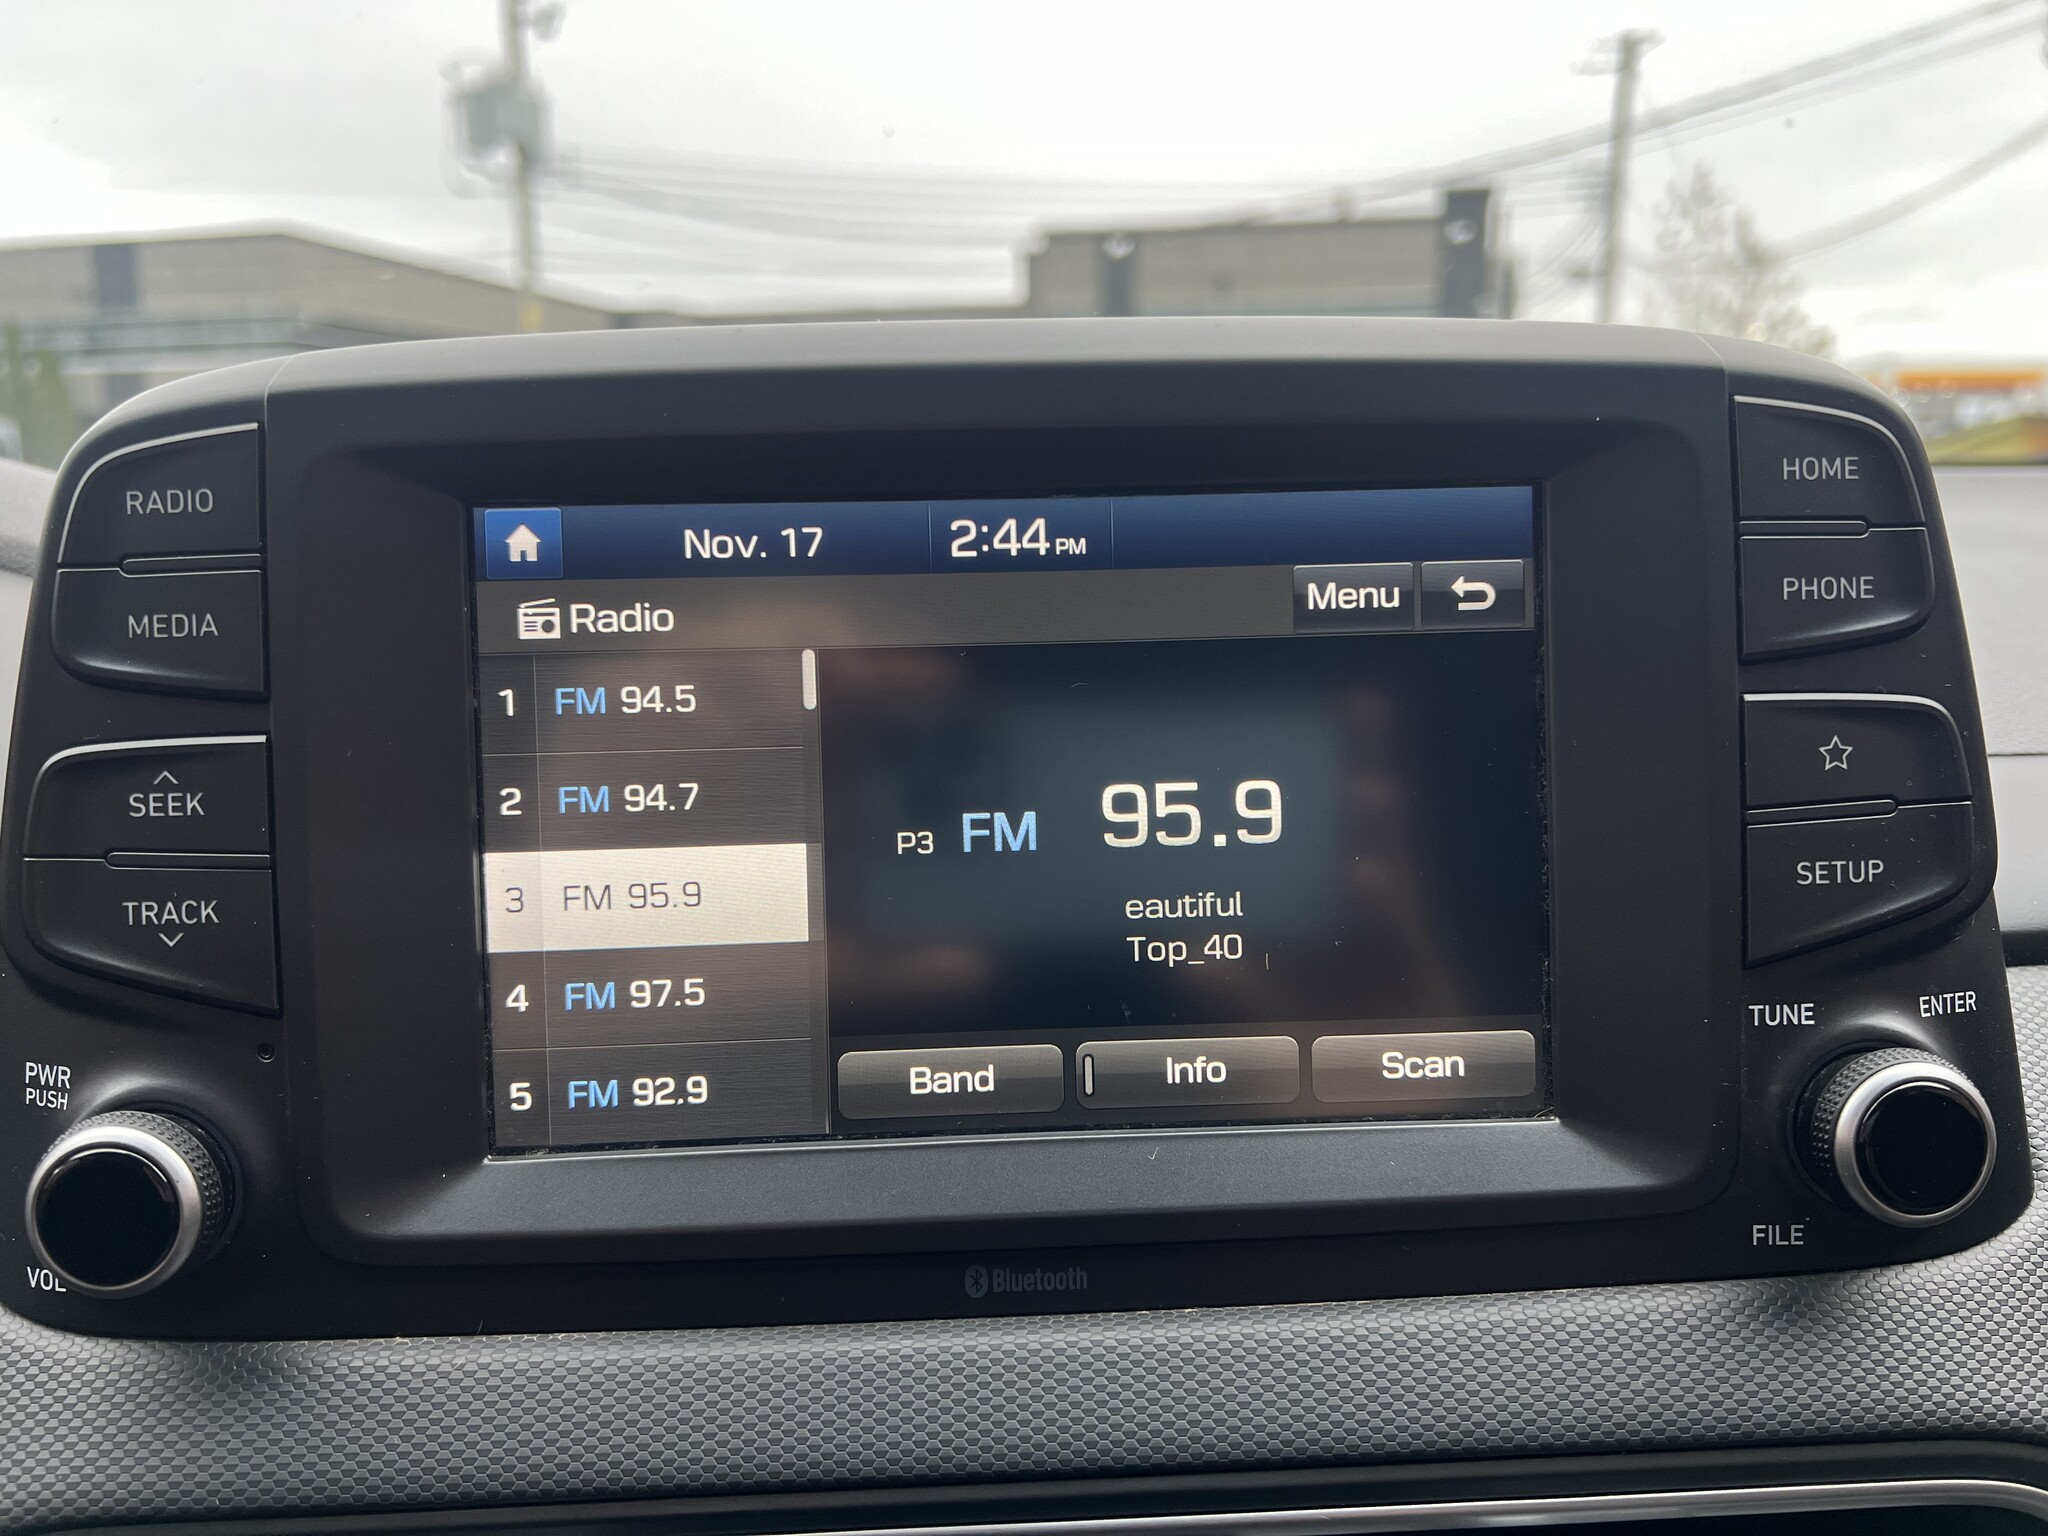 RADIO
MEDIA
SEEK
TRACK
PWR
PUSH
VOL
Nov. 17 2:44 PM
Radio
Menu
1 FM 94.5
2 FM 94.7
3 FM 95.9
4 FM 97.5
5 FM 92.9
P3 FM 95.9
eautiful
Top_40
Band Info Scan
Bluetooth
HOME
PHONE
SETUP
TUNE ENTER
FILE